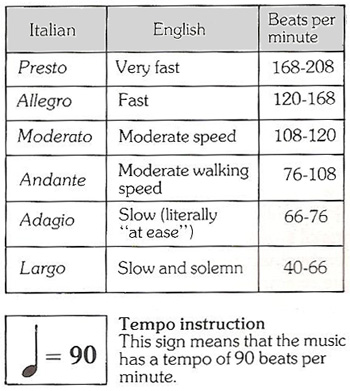 Italian English Beats per
minute
Presto Very fast 168-208
Allegro Fast 120-168
Moderato Moderate speed 108-120
Andante Moderate walking
speed 76-108
Adagio Slow (literally
"at ease") 66-76
Largo Slow and solemn 40-66
= 90
Tempo instruction
This sign means that the music
has a tempo of 90 beats per
minute.